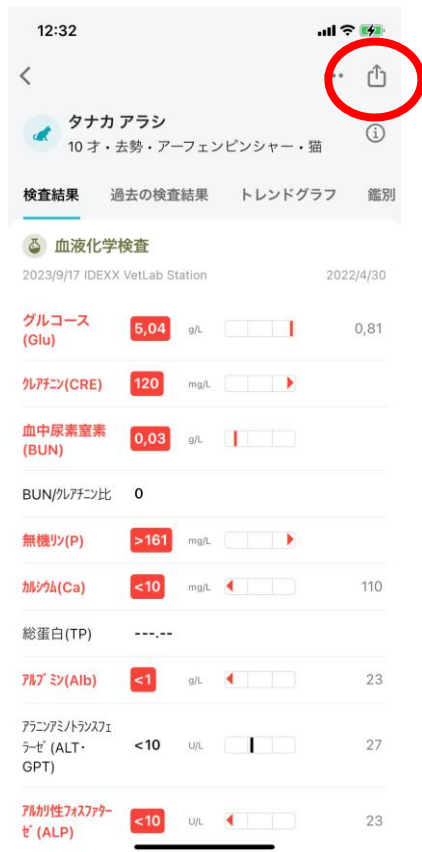 12:32
タナカ アラシ
10 才・去勢・アーフェンピンシャー・猫
検査結果 過去の検査結果 トレンドグラフ 鑑別
血液化学検査
2023/9/17 IDEXX VetLab Station 2022/4/30
グルコース
(Glu) 5,04 g/L 0,81
ｸﾚｱﾁﾆﾝ(CRE) 120 mg/L
血中尿素窒素
(BUN) 0,03 g/L
BUN/ｸﾚｱﾁﾆﾝ比 0
無機ﾘﾝ(P) >161 mg/L
ｶﾙｼｳﾑ(Ca) <10 mg/L 110
総蛋白(TP) ---.--
ｱﾙﾌﾞﾐﾝ(Alb) <1 g/L 23
ｱﾗﾆﾝｱﾐﾉﾄﾗﾝｽﾌｪ
ﾗｰｾﾞ(ALT・
GPT) <10 U/L 27
ｱﾙｶﾘ性ﾌｫｽﾌｧﾀｰ
ｾﾞ(ALP) <10 U/L 23